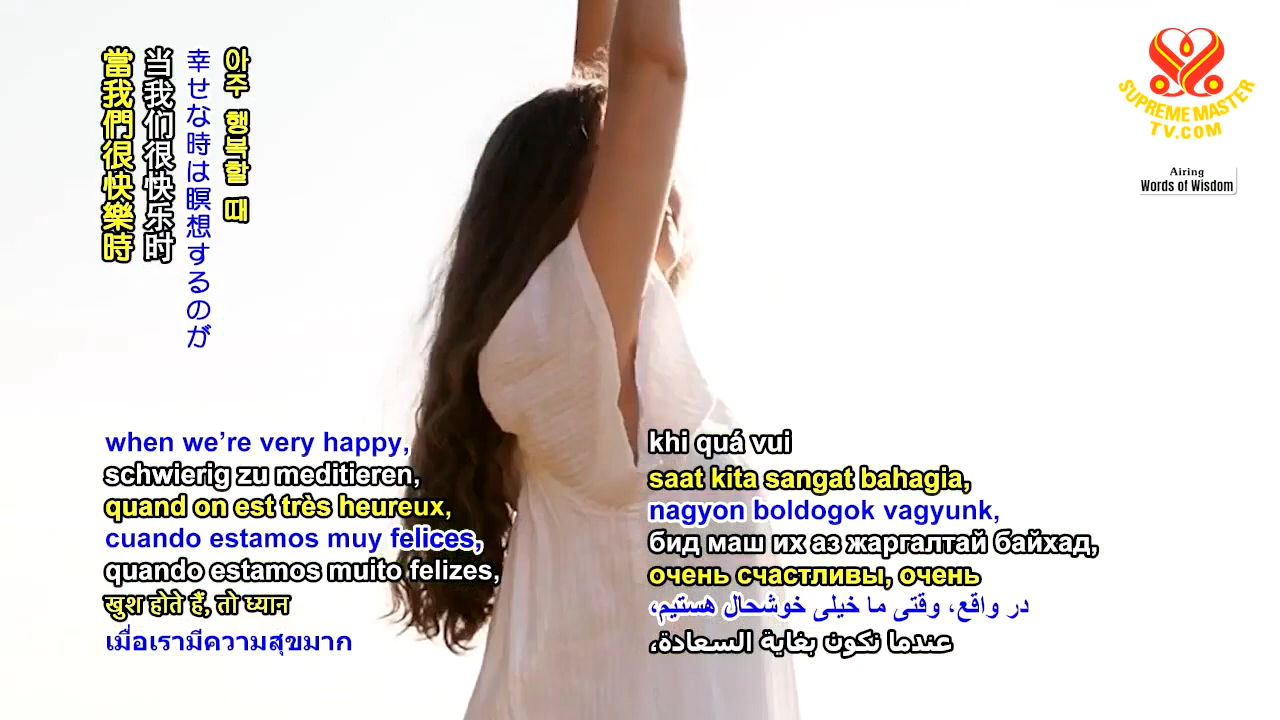 當我們很快樂時
当我们很快乐时
幸せな時は瞑想するのが
아주 행복할 때
SUPREME MASTER
TV.COM
Airing
Words of Wisdom
when we’re very happy,
schwierig zu meditieren,
quand on est très heureux,
cuando estamos muy felices,
quando estamos muito felizes,
खुश होते हैं, तो ध्यान
เมื่อเรามีความสุขมาก
khi quá vui
saat kita sangat bahagia,
nagyon boldogok vagyunk,
бид маш их аз жаргалтай байхад,
очень счастливы, очень
در واقع، وقتی ما خیلی خوشحال هستیم،
عندما نكون بغاية السعادة،